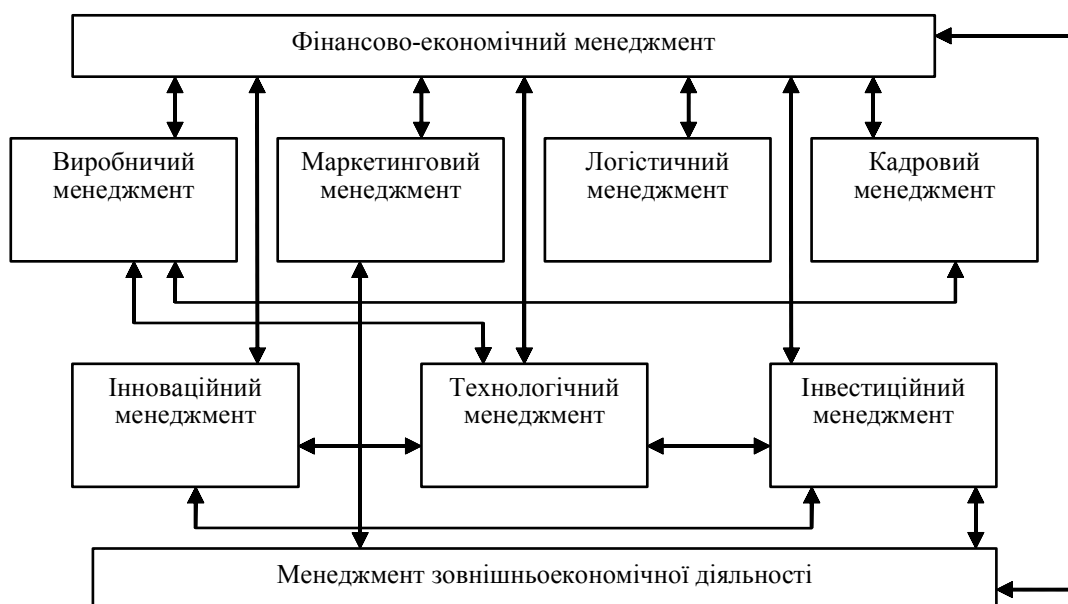 Фінансово-економічний менеджмент
Виробничий
менеджмент
Маркетинговий
менеджмент
Логістичний
менеджмент
Кадровий
менеджмент
Інноваційний
менеджмент
Технологічний
менеджмент
Інвестиційний
менеджмент
Менеджмент зовнішньоекономічної діяльності